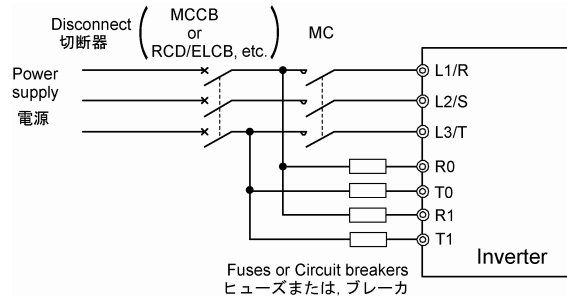 Disconnect
切断器
MCCB
or
RCD/ELCB, etc.
MC
Power
supply
電源
L1/R
L2/S
L3/T
R0
T0
R1
T1
Inverter
Fuses or Circuit breakers
ヒューズまたは, ブレーカ